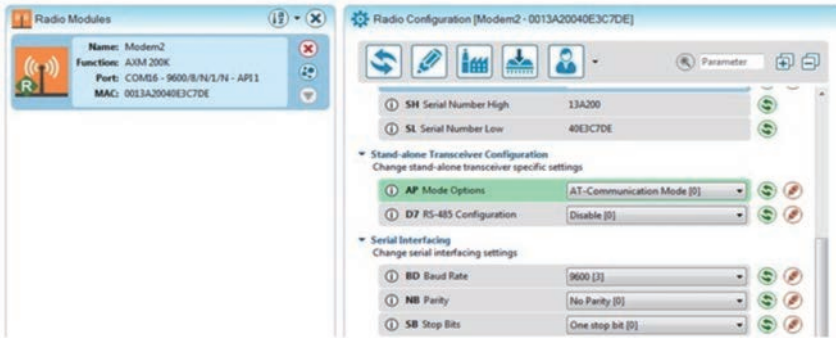 Radio Modules
Name: Modem2
Function: AXM 200K
Port: COM16 - 9600/8/N/1/N - API 1
MAC: 0013A20040E3C7DE
R
Radio Configuration [Modem2 - 0013A20040E3C7DE]
Parameter
SH Serial Number High 13A200
SL Serial Number Low 40E3C7DE
Stand-alone Transceiver Configuration
Change stand-alone transceiver specific settings
AP Mode Options AT-Communication Mode [0]
D7 RS-485 Configuration Disable [0]
Serial Interfacing
Change serial interfacing settings
BD Baud Rate 9600 [3]
NB Parity No Parity [0]
SB Stop Bits One stop bit [0]